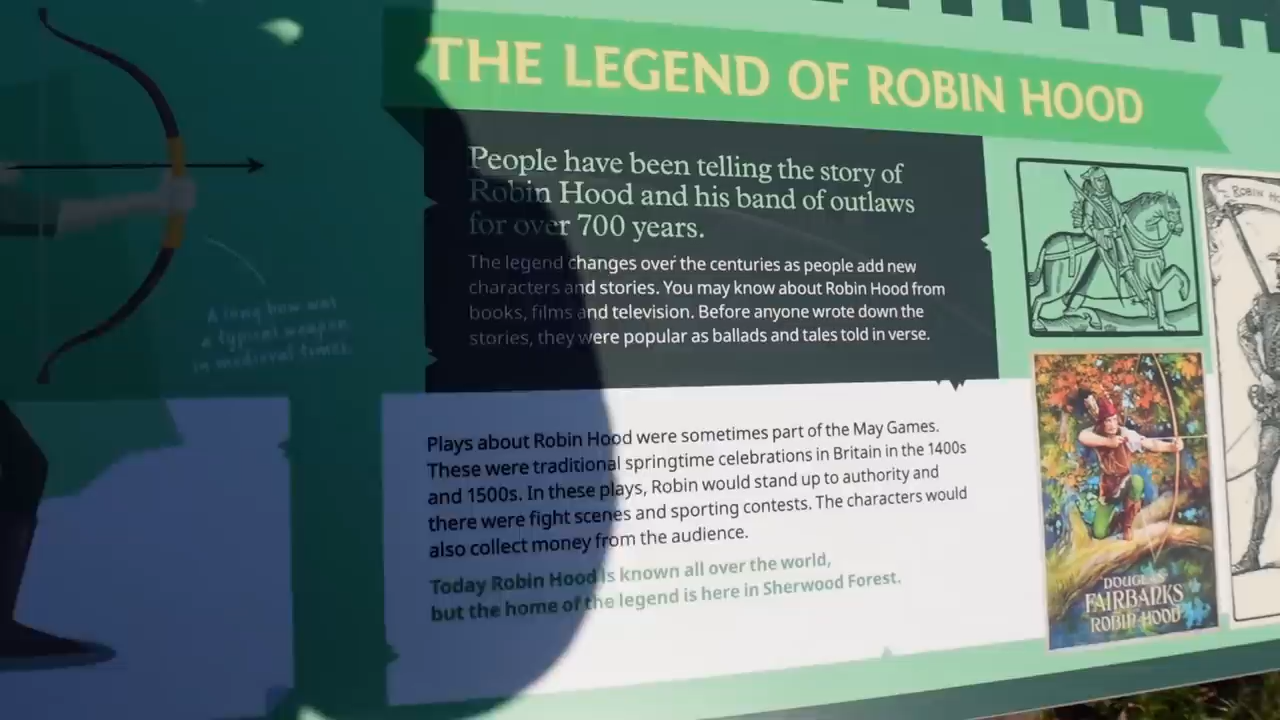 THE LEGEND OF ROBIN HOOD
People have been telling the story of
Robin Hood and his band of outlaws
for over 700 years.
The legend changes over the centuries as people add new
characters and stories. You may know about Robin Hood from
books, films and television. Before anyone wrote down the
stories, they were popular as ballads and tales told in verse.
A long bow was
a typical weapon
in medieval times.
Plays about Robin Hood were sometimes part of the May Games.
These were traditional springtime celebrations in Britain in the 1400s
and 1500s. In these plays, Robin would stand up to authority and
there were fight scenes and sporting contests. The characters would
also collect money from the audience.
Today Robin Hood is known all over the world,
but the home of the legend is here in Sherwood Forest.
ROBIN
DOUGLAS
FAIRBANKS
ROBIN HOOD